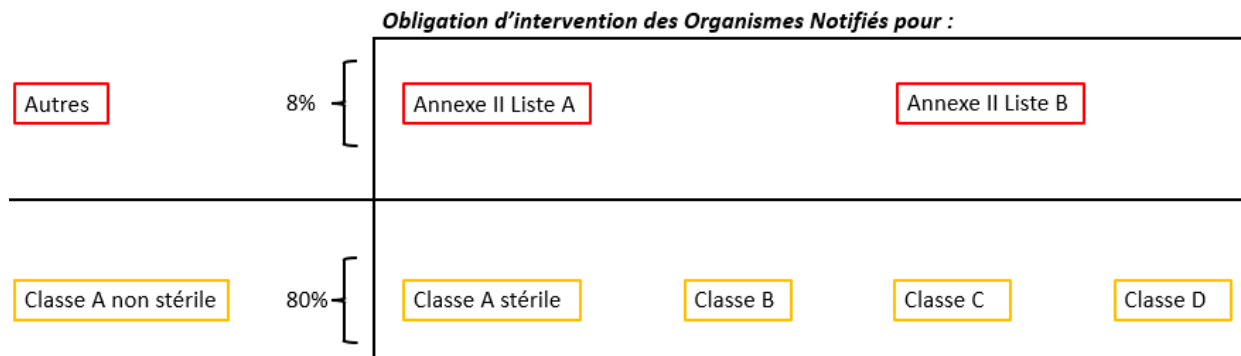 Obligation d’intervention des Organismes Notifiés pour :
Autres 8% Annexe II Liste A Annexe II Liste B
Classe A non stérile 80% Classe A stérile Classe B Classe C Classe D